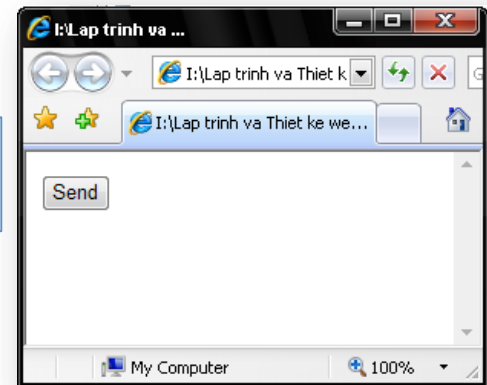 I:\Lap trinh va ...
I:\Lap trinh va Thiet k
I:\Lap trinh va Thiet ke we...
Send
My Computer
100%